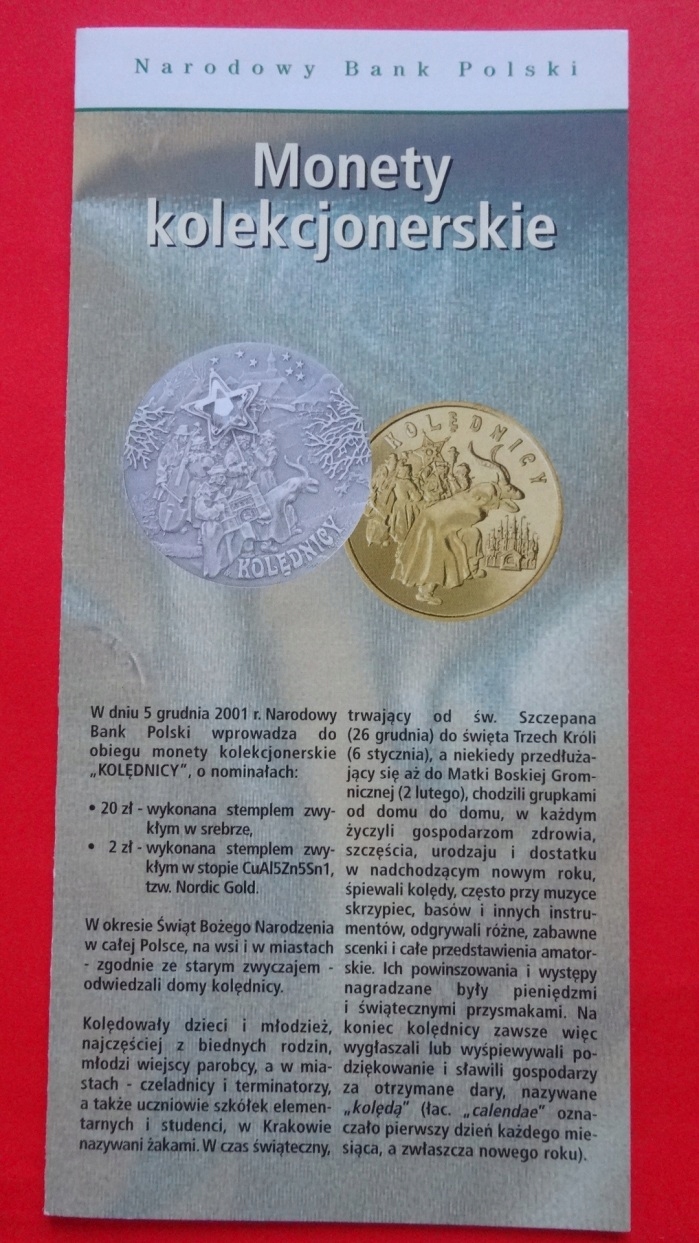 Narodowy Bank Polski
Monety
kolekcjonerskie
KOLĘDNICY
KOLĘDNICY
W dniu 5 grudnia 2001 r. Narodowy
Bank Polski wprowadza do
obiegu monety kolekcjonerskie
„KOLĘDNICY”, o nominałach:
• 20 zł - wykonana stemplem zwy-
kłym w srebrze,
• 2 zł - wykonana stemplem zwy-
kłym w stopie CuAl5Zn5Sn1,
tzw. Nordic Gold.
W okresie Świąt Bożego Narodzenia
w całej Polsce, na wsi i w miastach
- zgodnie ze starym zwyczajem -
odwiedzali domy kolędnicy.
Kolędowały dzieci i młodzież,
najczęściej z biednych rodzin,
młodzi wiejscy parobcy, a w mia-
stach - czeladnicy i terminatorzy,
a także uczniowie szkółek elemen-
tarnych i studenci, w Krakowie
nazywani żakami. W czas świąteczny,
trwający od św. Szczepana
(26 grudnia) do święta Trzech Króli
(6 stycznia), a niekiedy przedłuża-
jący się aż do Matki Boskiej Grom-
nicznej (2 lutego), chodzili grupkami
od domu do domu, w każdym
życzyli gospodarzom zdrowia,
szczęścia, urodzaju i dostatku
w nadchodzącym nowym roku,
śpiewali kolędy, często przy muzyce
skrzypiec, basów i innych instru-
mentów, odgrywali różne, zabawne
scenki i całe przedstawienia amator-
skie. Ich powinszowania i występy
nagradzane były pieniędzmi
i świątecznymi przysmakami. Na
koniec kolędnicy zawsze więc
wygłaszali lub wyśpiewywali po-
dziękowanie i sławili gospodarzy
za otrzymane dary, nazywane
„kolędą” (łac. „calendae” ozna-
czało pierwszy dzień każdego mie-
siąca, a zwłaszcza nowego roku).